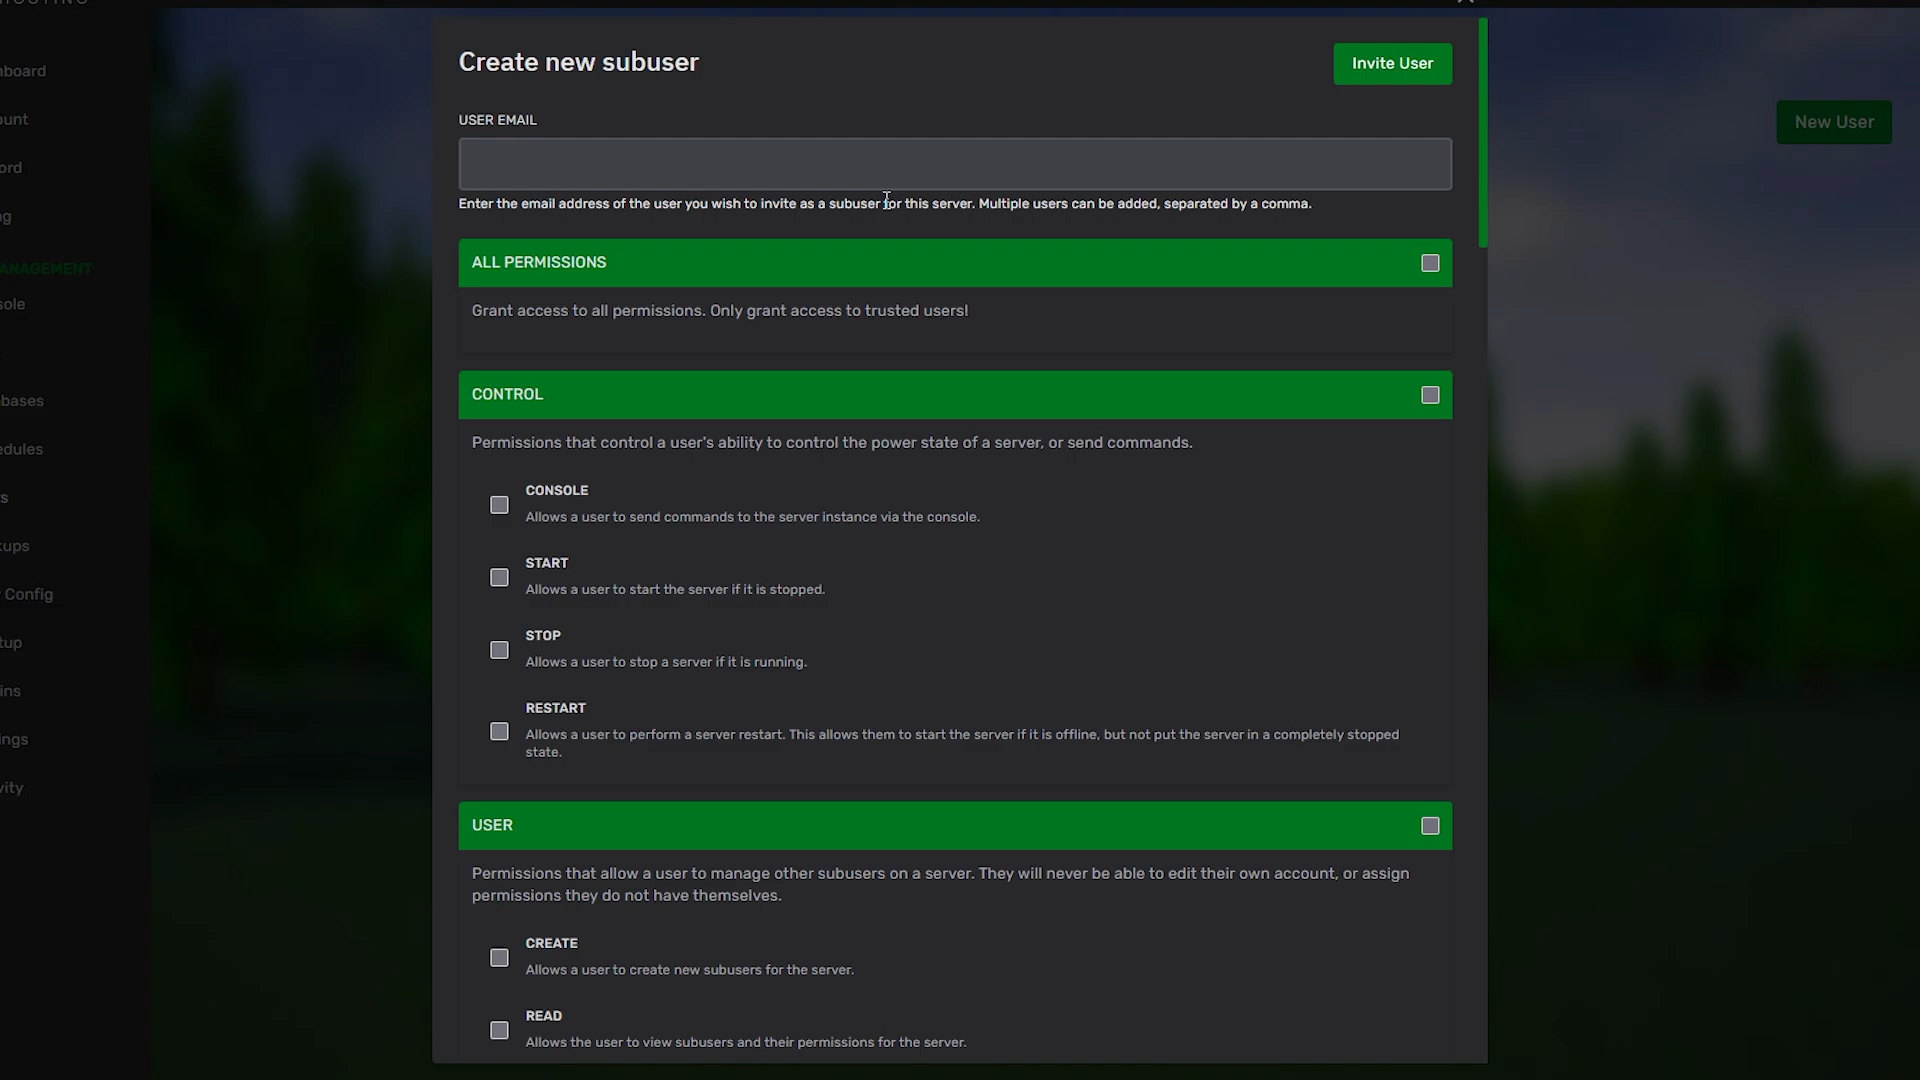 Create new subuser
Invite User
USER EMAIL
New User
Enter the email address of the user you wish to invite as a subuser for this server. Multiple users can be added, separated by a comma.
ALL PERMISSIONS
Grant access to all permissions. Only grant access to trusted users!
CONTROL
Permissions that control a user's ability to control the power state of a server, or send commands.
CONSOLE
Allows a user to send commands to the server instance via the console.
START
Allows a user to start the server if it is stopped.
STOP
Allows a user to stop a server if it is running.
RESTART
Allows a user to perform a server restart. This allows them to start the server if it is offline, but not put the server in a completely stopped
state.
USER
Permissions that allow a user to manage other subusers on a server. They will never be able to edit their own account, or assign
permissions they do not have themselves.
CREATE
Allows a user to create new subusers for the server.
READ
Allows the user to view subusers and their permissions for the server.
board
ount
ord
g
ANAGEMENT
sole
bases
edules
s
kups
Config
tup
ins
ings
vity